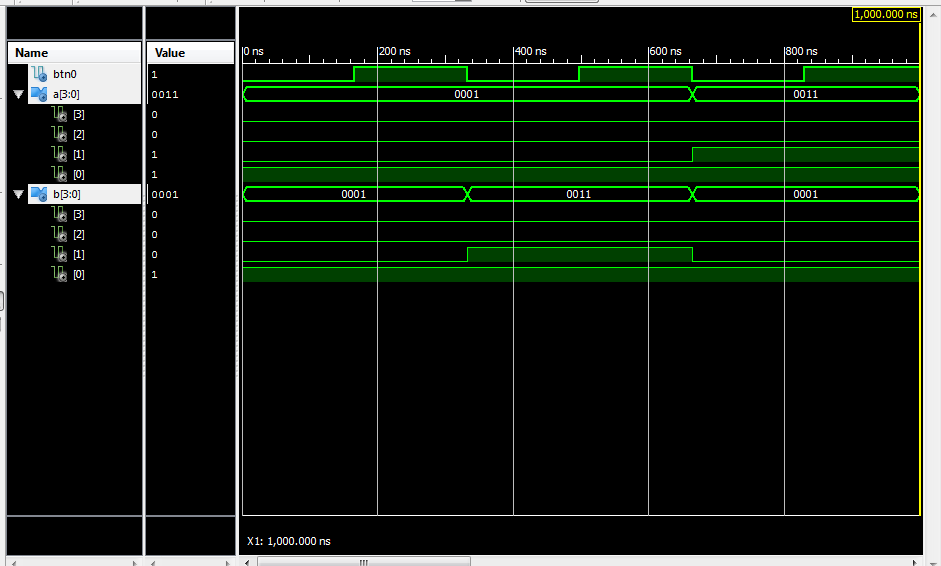 1,000.000 ns
Name Value
0 ns 200 ns 400 ns 600 ns 800 ns
btn0 1
a[3:0] 0011 0001 0011
[3] 0
[2] 0
[1] 1
[0] 1
b[3:0] 0001 0001 0011 0001
[3] 0
[2] 0
[1] 0
[0] 1
X1: 1,000.000 ns